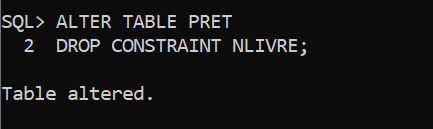 SQL> ALTER TABLE PRET
2 DROP CONSTRAINT NLIVRE;
Table altered.